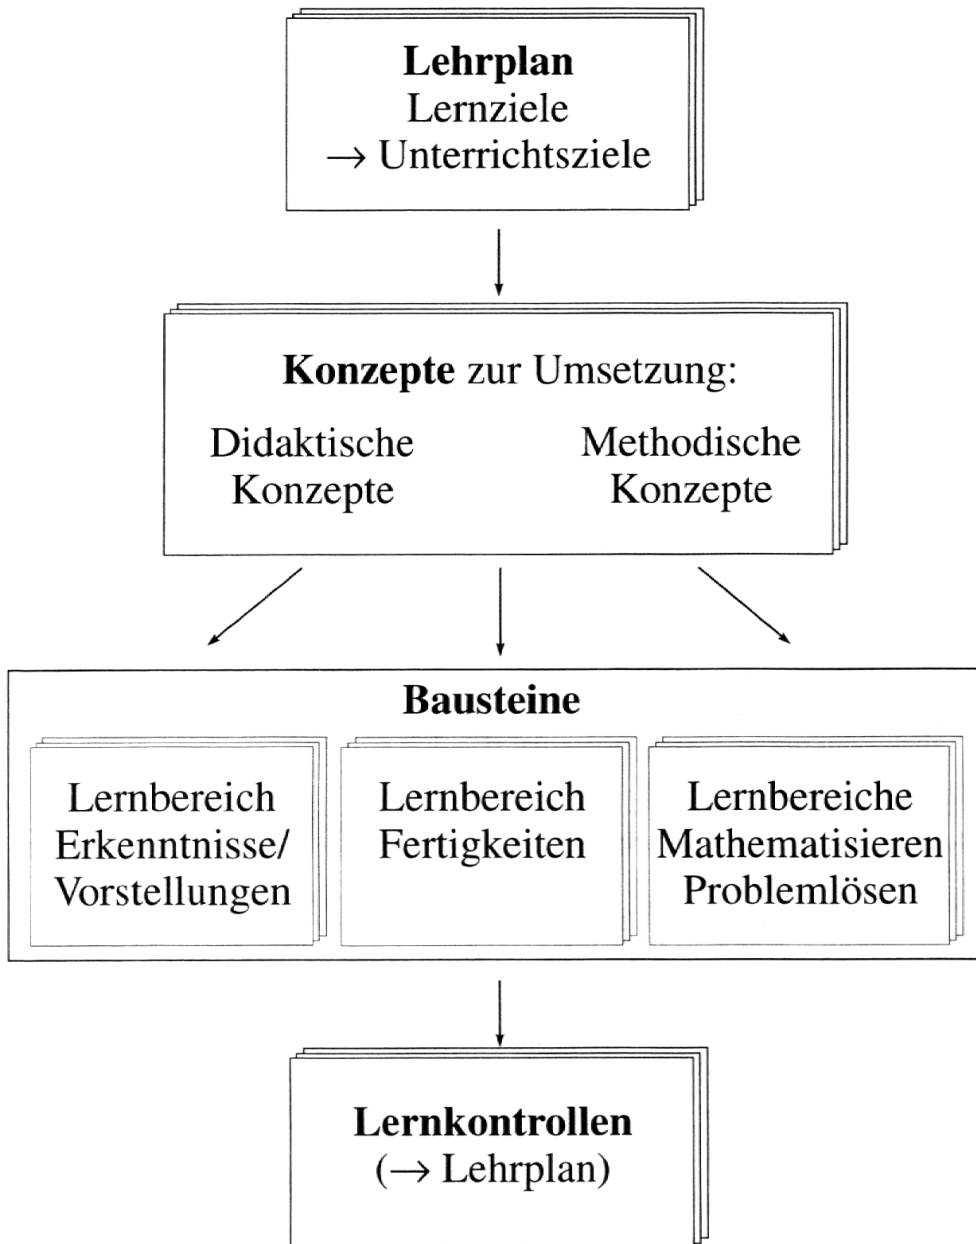 Lehrplan
Lernziele
→ Unterrichtsziele
Konzepte zur Umsetzung:
Didaktische
Konzepte
Methodische
Konzepte
Bausteine
Lernbereich
Erkenntnisse/
Vorstellungen
Lernbereich
Fertigkeiten
Lernbereiche
Mathematisieren
Problemlösen
Lernkontrollen
(→ Lehrplan)